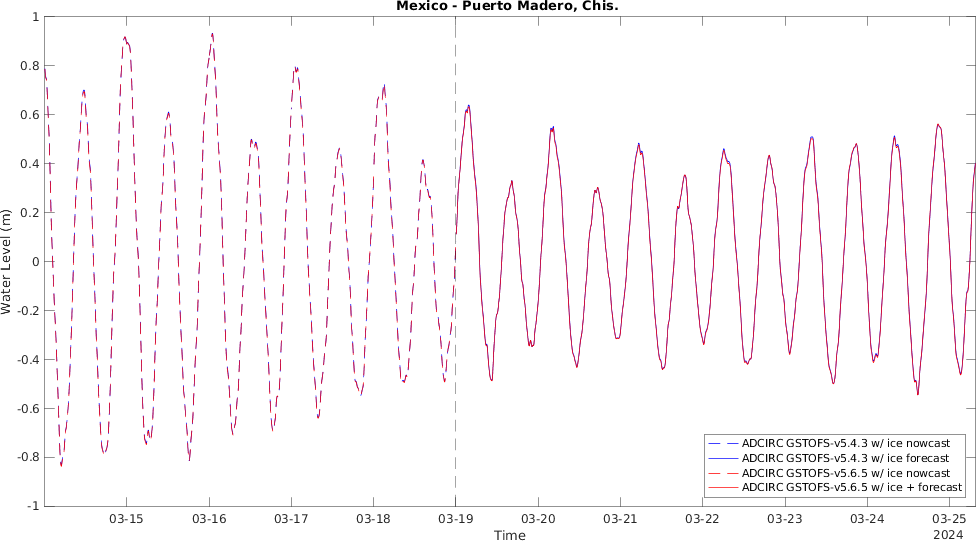 Mexico - Puerto Madero, Chis.
1
0.8
0.6
0.4
0.2
0
-0.2
-0.4
-0.6
-0.8
-1
Water Level (m)
ADCIRC GSTOFS-v5.4.3 w/ ice nowcast
ADCIRC GSTOFS-v5.4.3 w/ ice forecast
ADCIRC GSTOFS-v5.6.5 w/ ice nowcast
ADCIRC GSTOFS-v5.6.5 w/ ice + forecast
03-15 03-16 03-17 03-18 03-19 03-20 03-21 03-22 03-23 03-24 03-25
Time 2024